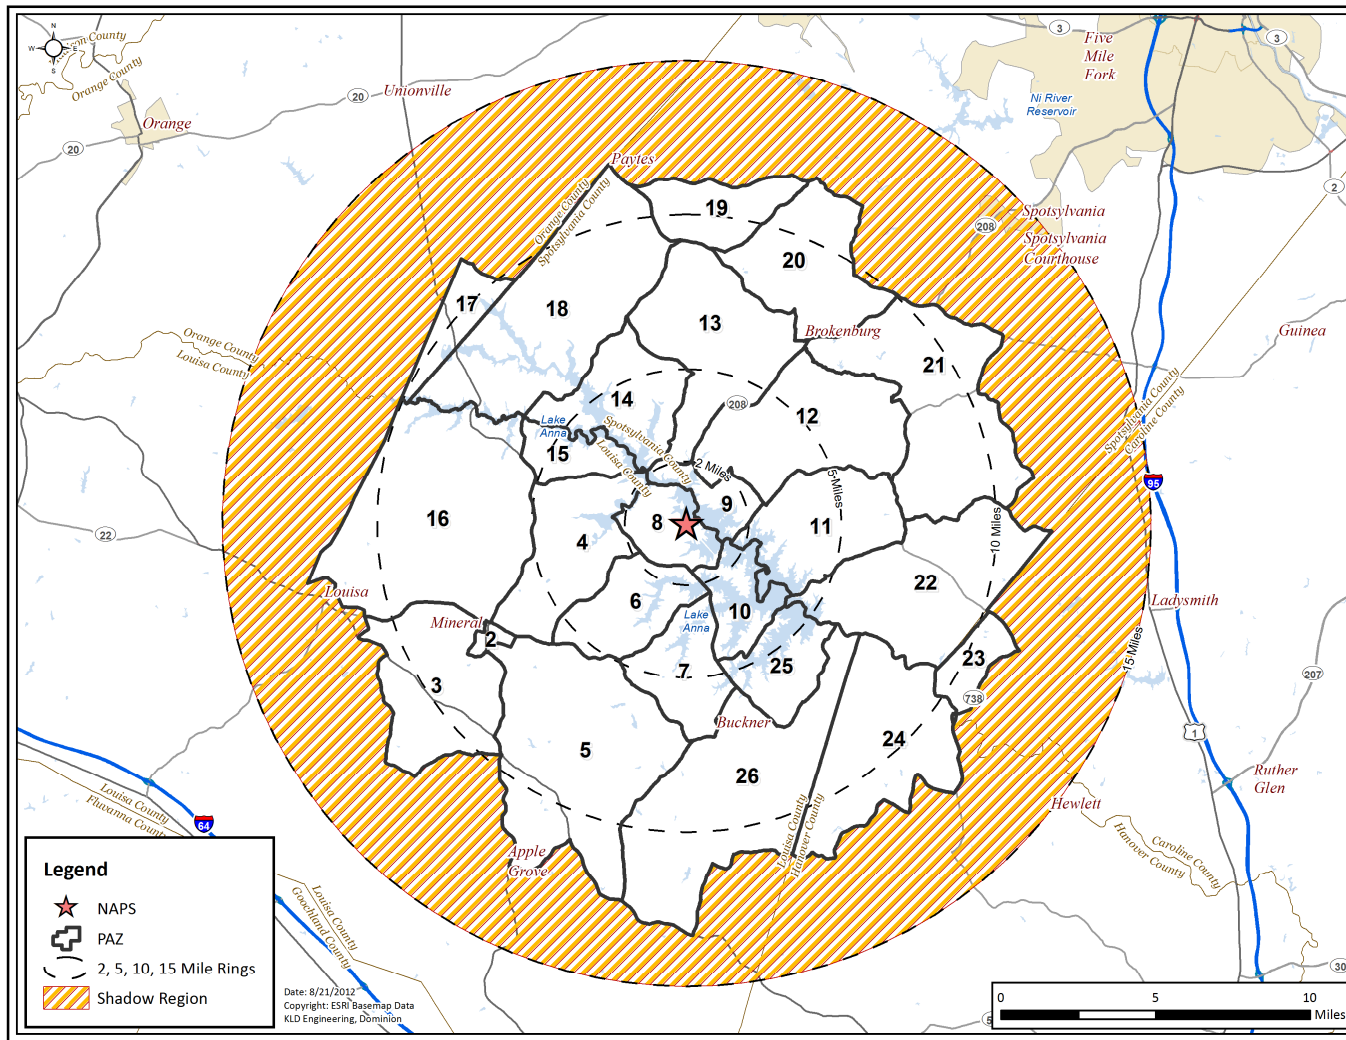 N
W
E
S
Madison County
Orange County
Orange County
Orange
20
20
Unionville
3
3
Five
Mile
Fork
Ni River
Reservoir
2
Paytes
Orange County
Spotsylvania County
19
20
208
Spotsylvania
Spotsylvania
Courthouse
17
18
13
Brokenburg
21
Guinea
Orange County
Louisa County
14
208
12
Spotsylvania County
Caroline County
Lake
Anna
15
Spotsylvania County
Louisa County
2 Miles
5 Miles
95
16
22
4
8
9
11
10 Miles
22
Louisa
Mineral
2
6
10
Lake
Anna
Ladysmith
15 Miles
3
7
25
23
738
207
Buckner
1
5
26
24
Ruther
Glen
Hewlett
Louisa County
Fluvanna County
64
Louisa County
Hanover County
Caroline County
Hanover County
Apple
Grove
Louisa County
Goochland County
Legend
NAPS
PAZ
2, 5, 10, 15 Mile Rings
Shadow Region
Date: 8/21/2012
Copyright: ESRI Basemap Data
KLD Engineering, Dominion
30
0 5 10
Miles